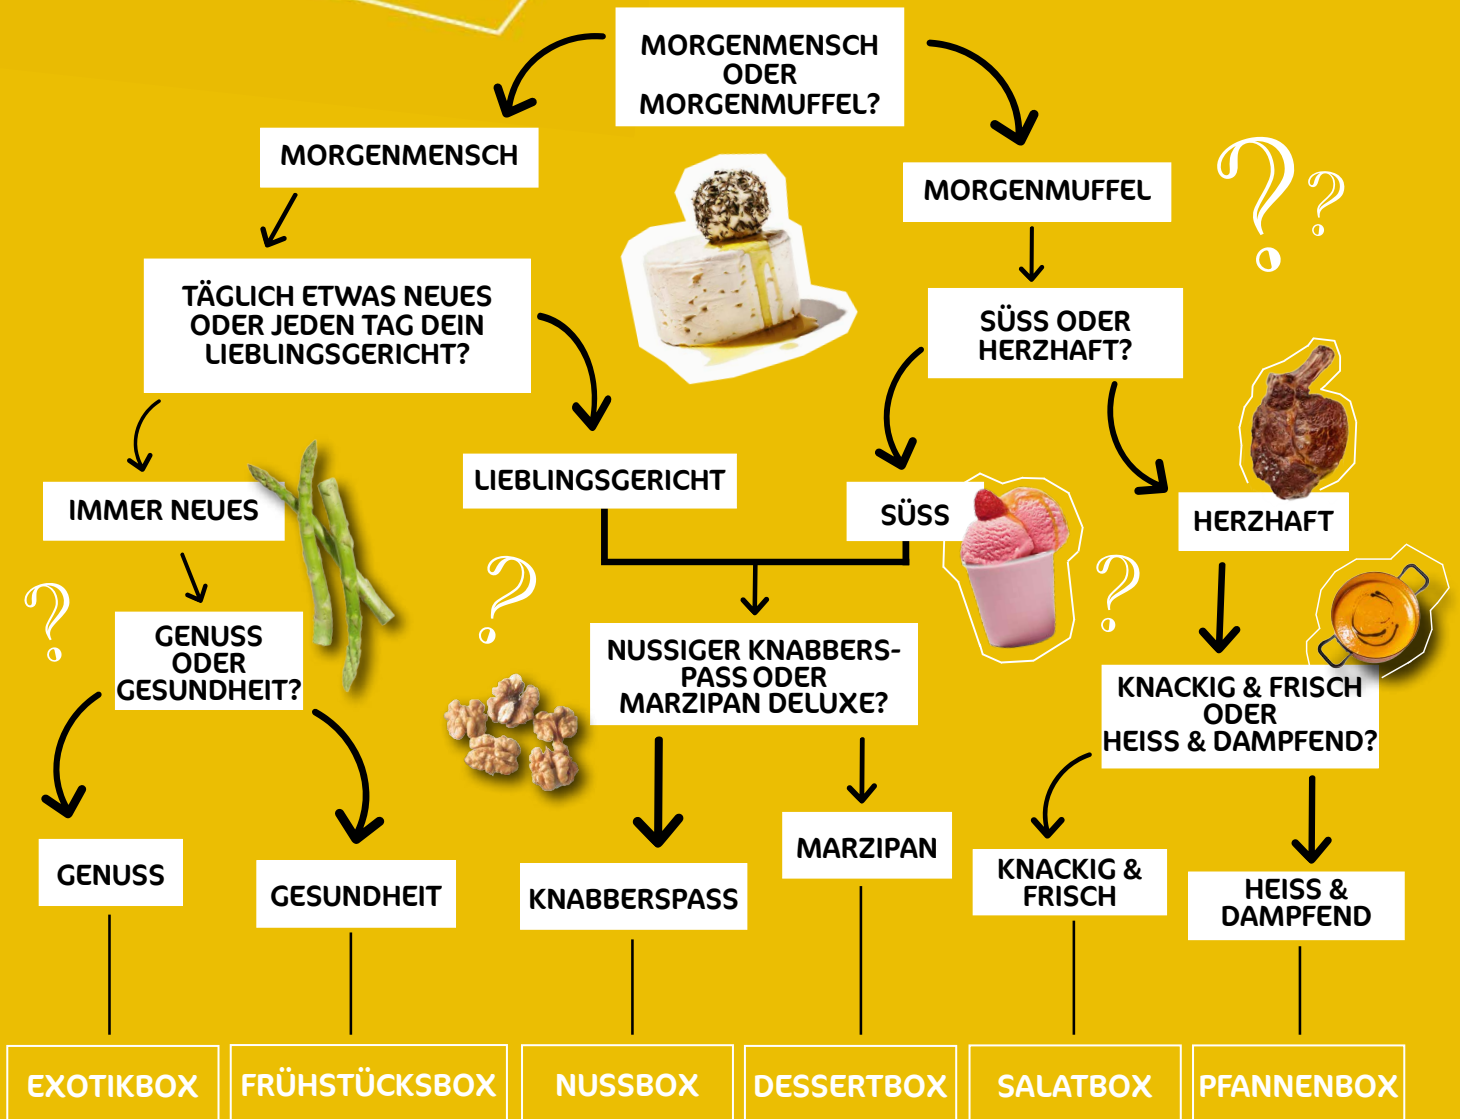 MORGENMENSCH
ODER
MORGENMUFFEL?
MORGENMENSCH
MORGENMUFFEL
TÄGLICH ETWAS NEUES
ODER JEDEN TAG DEIN
LIEBLINGSGERICHT?
SÜSS ODER
HERZHAFT?
LIEBLINGSGERICHT
IMMER NEUES
SÜSS
HERZHAFT
GENUSS
ODER
GESUNDHEIT?
NUSSIGER KNABBERS-
PASS ODER
MARZIPAN DELUXE?
KNACKIG & FRISCH
ODER
HEISS & DAMPFEND?
GENUSS
GESUNDHEIT
KNABBERSPASS
MARZIPAN
KNACKIG &
FRISCH
HEISS &
DAMPFEND
EXOTIKBOX
FRÜHSTÜCKSBOX
NUSSBOX
DESSERTBOX
SALATBOX
PFANNENBOX